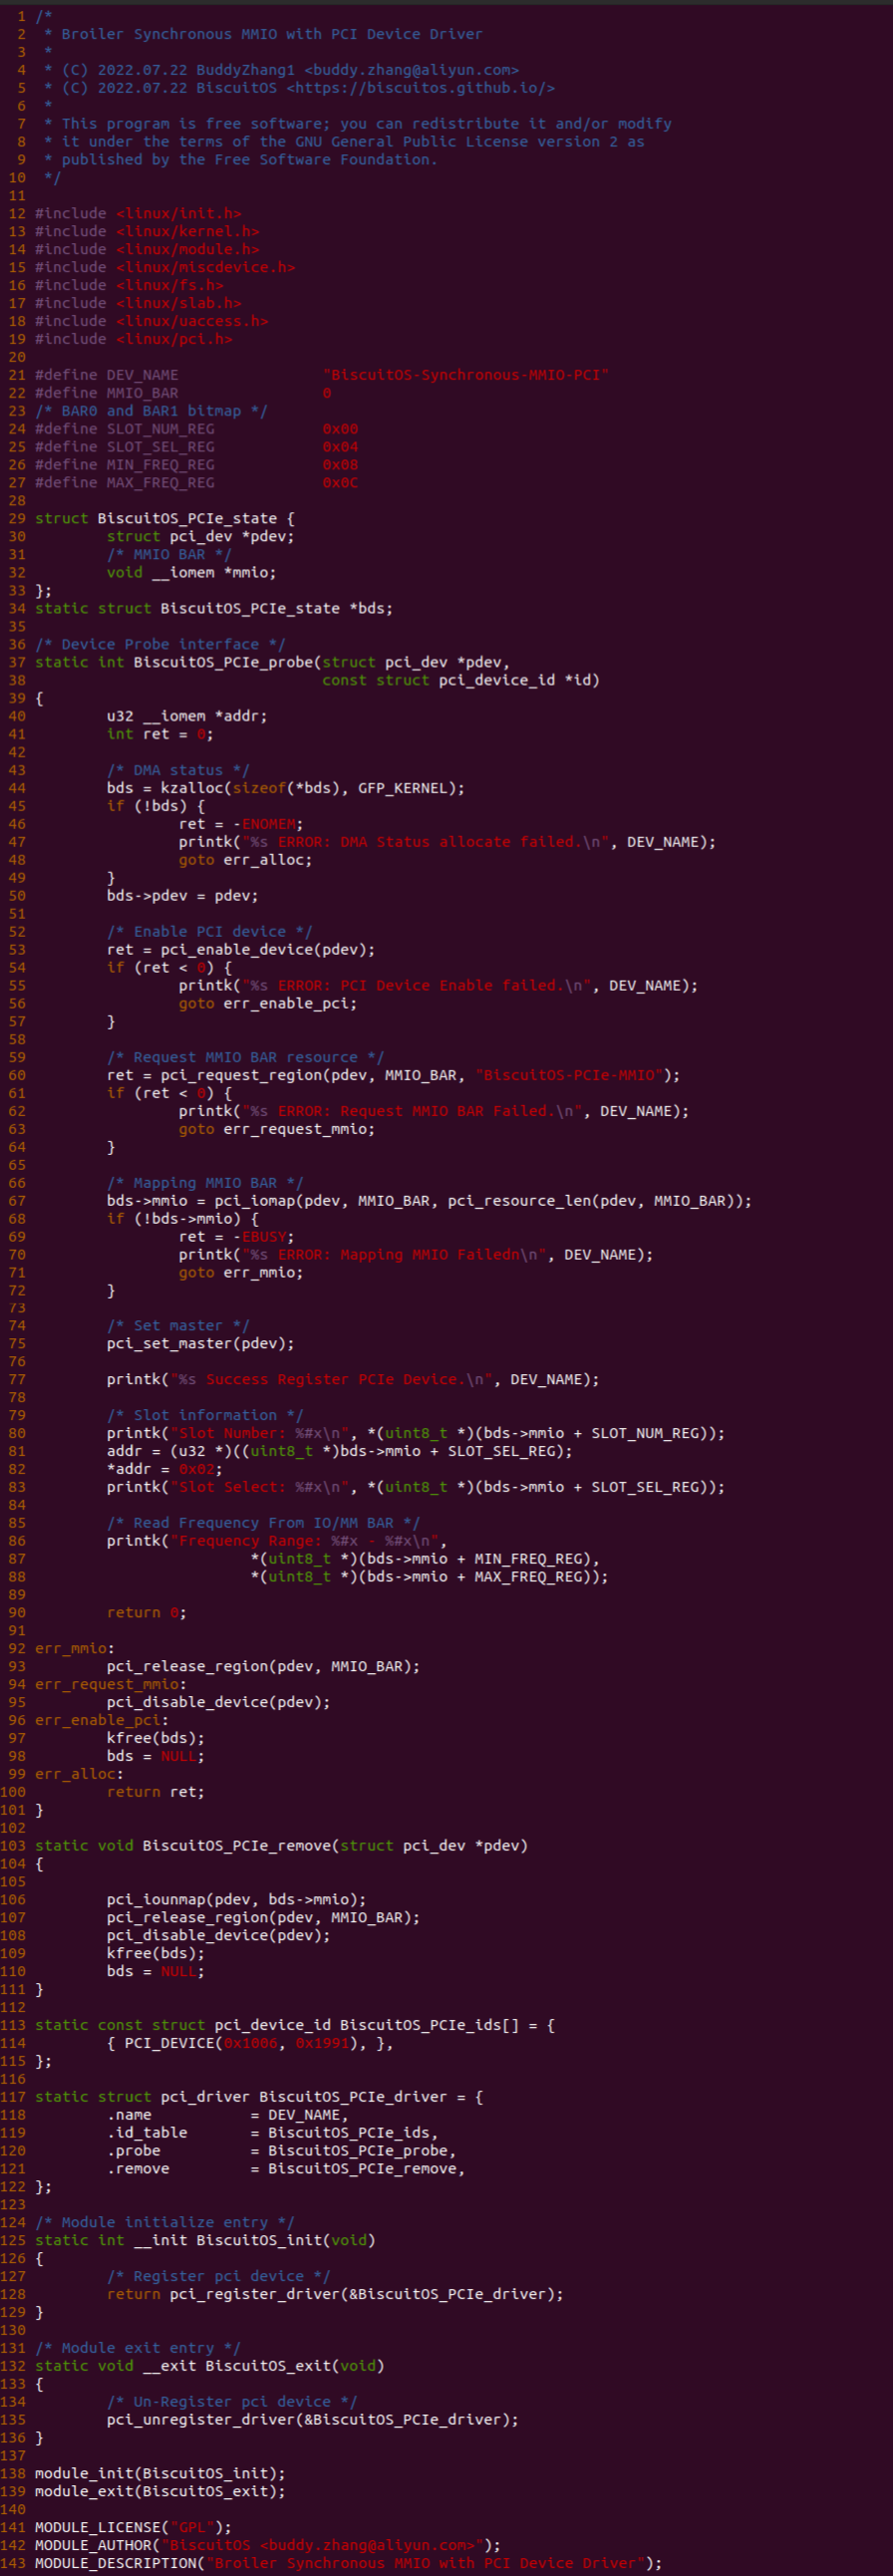 1 /*
2  * Broiler Synchronous MMIO with PCI Device Driver
3  *
4  * (C) 2022.07.22 BuddyZhang1 <buddy.zhang@aliyun.com>
5  * (C) 2022.07.22 BiscuitOS <https://biscuitos.github.io/>
6  *
7  * This program is free software; you can redistribute it and/or modify
8  * it under the terms of the GNU General Public License version 2 as
9  * published by the Free Software Foundation.
10  */
11
12 #include <linux/init.h>
13 #include <linux/kernel.h>
14 #include <linux/module.h>
15 #include <linux/miscdevice.h>
16 #include <linux/fs.h>
17 #include <linux/slab.h>
18 #include <linux/uaccess.h>
19 #include <linux/pci.h>
20
21 #define DEV_NAME                "BiscuitOS-Synchronous-MMIO-PCI"
22 #define MMIO_BAR                0
23 /* BAR0 and BAR1 bitmap */
24 #define SLOT_NUM_REG            0x00
25 #define SLOT_SEL_REG            0x04
26 #define MIN_FREQ_REG            0x08
27 #define MAX_FREQ_REG            0x0C
28
29 struct BiscuitOS_PCIe_state {
30         struct pci_dev *pdev;
31         /* MMIO BAR */
32         void __iomem *mmio;
33 };
34 static struct BiscuitOS_PCIe_state *bds;
35
36 /* Device Probe interface */
37 static int BiscuitOS_PCIe_probe(struct pci_dev *pdev,
38                                 const struct pci_device_id *id)
39 {
40         u32 __iomem *addr;
41         int ret = 0;
42
43         /* DMA status */
44         bds = kzalloc(sizeof(*bds), GFP_KERNEL);
45         if (!bds) {
46                 ret = -ENOMEM;
47                 printk("%s ERROR: DMA Status allocate failed.\n", DEV_NAME);
48                 goto err_alloc;
49         }
50         bds->pdev = pdev;
51
52         /* Enable PCI device */
53         ret = pci_enable_device(pdev);
54         if (ret < 0) {
55                 printk("%s ERROR: PCI Device Enable failed.\n", DEV_NAME);
56                 goto err_enable_pci;
57         }
58
59         /* Request MMIO BAR resource */
60         ret = pci_request_region(pdev, MMIO_BAR, "BiscuitOS-PCIe-MMIO");
61         if (ret < 0) {
62                 printk("%s ERROR: Request MMIO BAR Failed.\n", DEV_NAME);
63                 goto err_request_mmio;
64         }
65
66         /* Mapping MMIO BAR */
67         bds->mmio = pci_iomap(pdev, MMIO_BAR, pci_resource_len(pdev, MMIO_BAR));
68         if (!bds->mmio) {
69                 ret = -EBUSY;
70                 printk("%s ERROR: Mapping MMIO Failedn\n", DEV_NAME);
71                 goto err_mmio;
72         }
73
74         /* Set master */
75         pci_set_master(pdev);
76
77         printk("%s Success Register PCIe Device.\n", DEV_NAME);
78
79         /* Slot information */
80         printk("Slot Number: %#x\n", *(uint8_t *)(bds->mmio + SLOT_NUM_REG));
81         addr = (u32 *)((uint8_t *)bds->mmio + SLOT_SEL_REG);
82         *addr = 0x02;
83         printk("Slot Select: %#x\n", *(uint8_t *)(bds->mmio + SLOT_SEL_REG));
84
85         /* Read Frequency From IO/MM BAR */
86         printk("Frequency Range: %#x - %#x\n",
87                         *(uint8_t *)(bds->mmio + MIN_FREQ_REG),
88                         *(uint8_t *)(bds->mmio + MAX_FREQ_REG));
89
90         return 0;
91
92 err_mmio:
93         pci_release_region(pdev, MMIO_BAR);
94 err_request_mmio:
95         pci_disable_device(pdev);
96 err_enable_pci:
97         kfree(bds);
98         bds = NULL;
99 err_alloc:
100         return ret;
101 }
102
103 static void BiscuitOS_PCIe_remove(struct pci_dev *pdev)
104 {
105
106         pci_iounmap(pdev, bds->mmio);
107         pci_release_region(pdev, MMIO_BAR);
108         pci_disable_device(pdev);
109         kfree(bds);
110         bds = NULL;
111 }
112
113 static const struct pci_device_id BiscuitOS_PCIe_ids[] = {
114         { PCI_DEVICE(0x1006, 0x1991), },
115 };
116
117 static struct pci_driver BiscuitOS_PCIe_driver = {
118         .name           = DEV_NAME,
119         .id_table       = BiscuitOS_PCIe_ids,
120         .probe          = BiscuitOS_PCIe_probe,
121         .remove         = BiscuitOS_PCIe_remove,
122 };
123
124 /* Module initialize entry */
125 static int __init BiscuitOS_init(void)
126 {
127         /* Register pci device */
128         return pci_register_driver(&BiscuitOS_PCIe_driver);
129 }
130
131 /* Module exit entry */
132 static void __exit BiscuitOS_exit(void)
133 {
134         /* Un-Register pci device */
135         pci_unregister_driver(&BiscuitOS_PCIe_driver);
136 }
137
138 module_init(BiscuitOS_init);
139 module_exit(BiscuitOS_exit);
140
141 MODULE_LICENSE("GPL");
142 MODULE_AUTHOR("BiscuitOS <buddy.zhang@aliyun.com>");
143 MODULE_DESCRIPTION("Broiler Synchronous MMIO with PCI Device Driver");